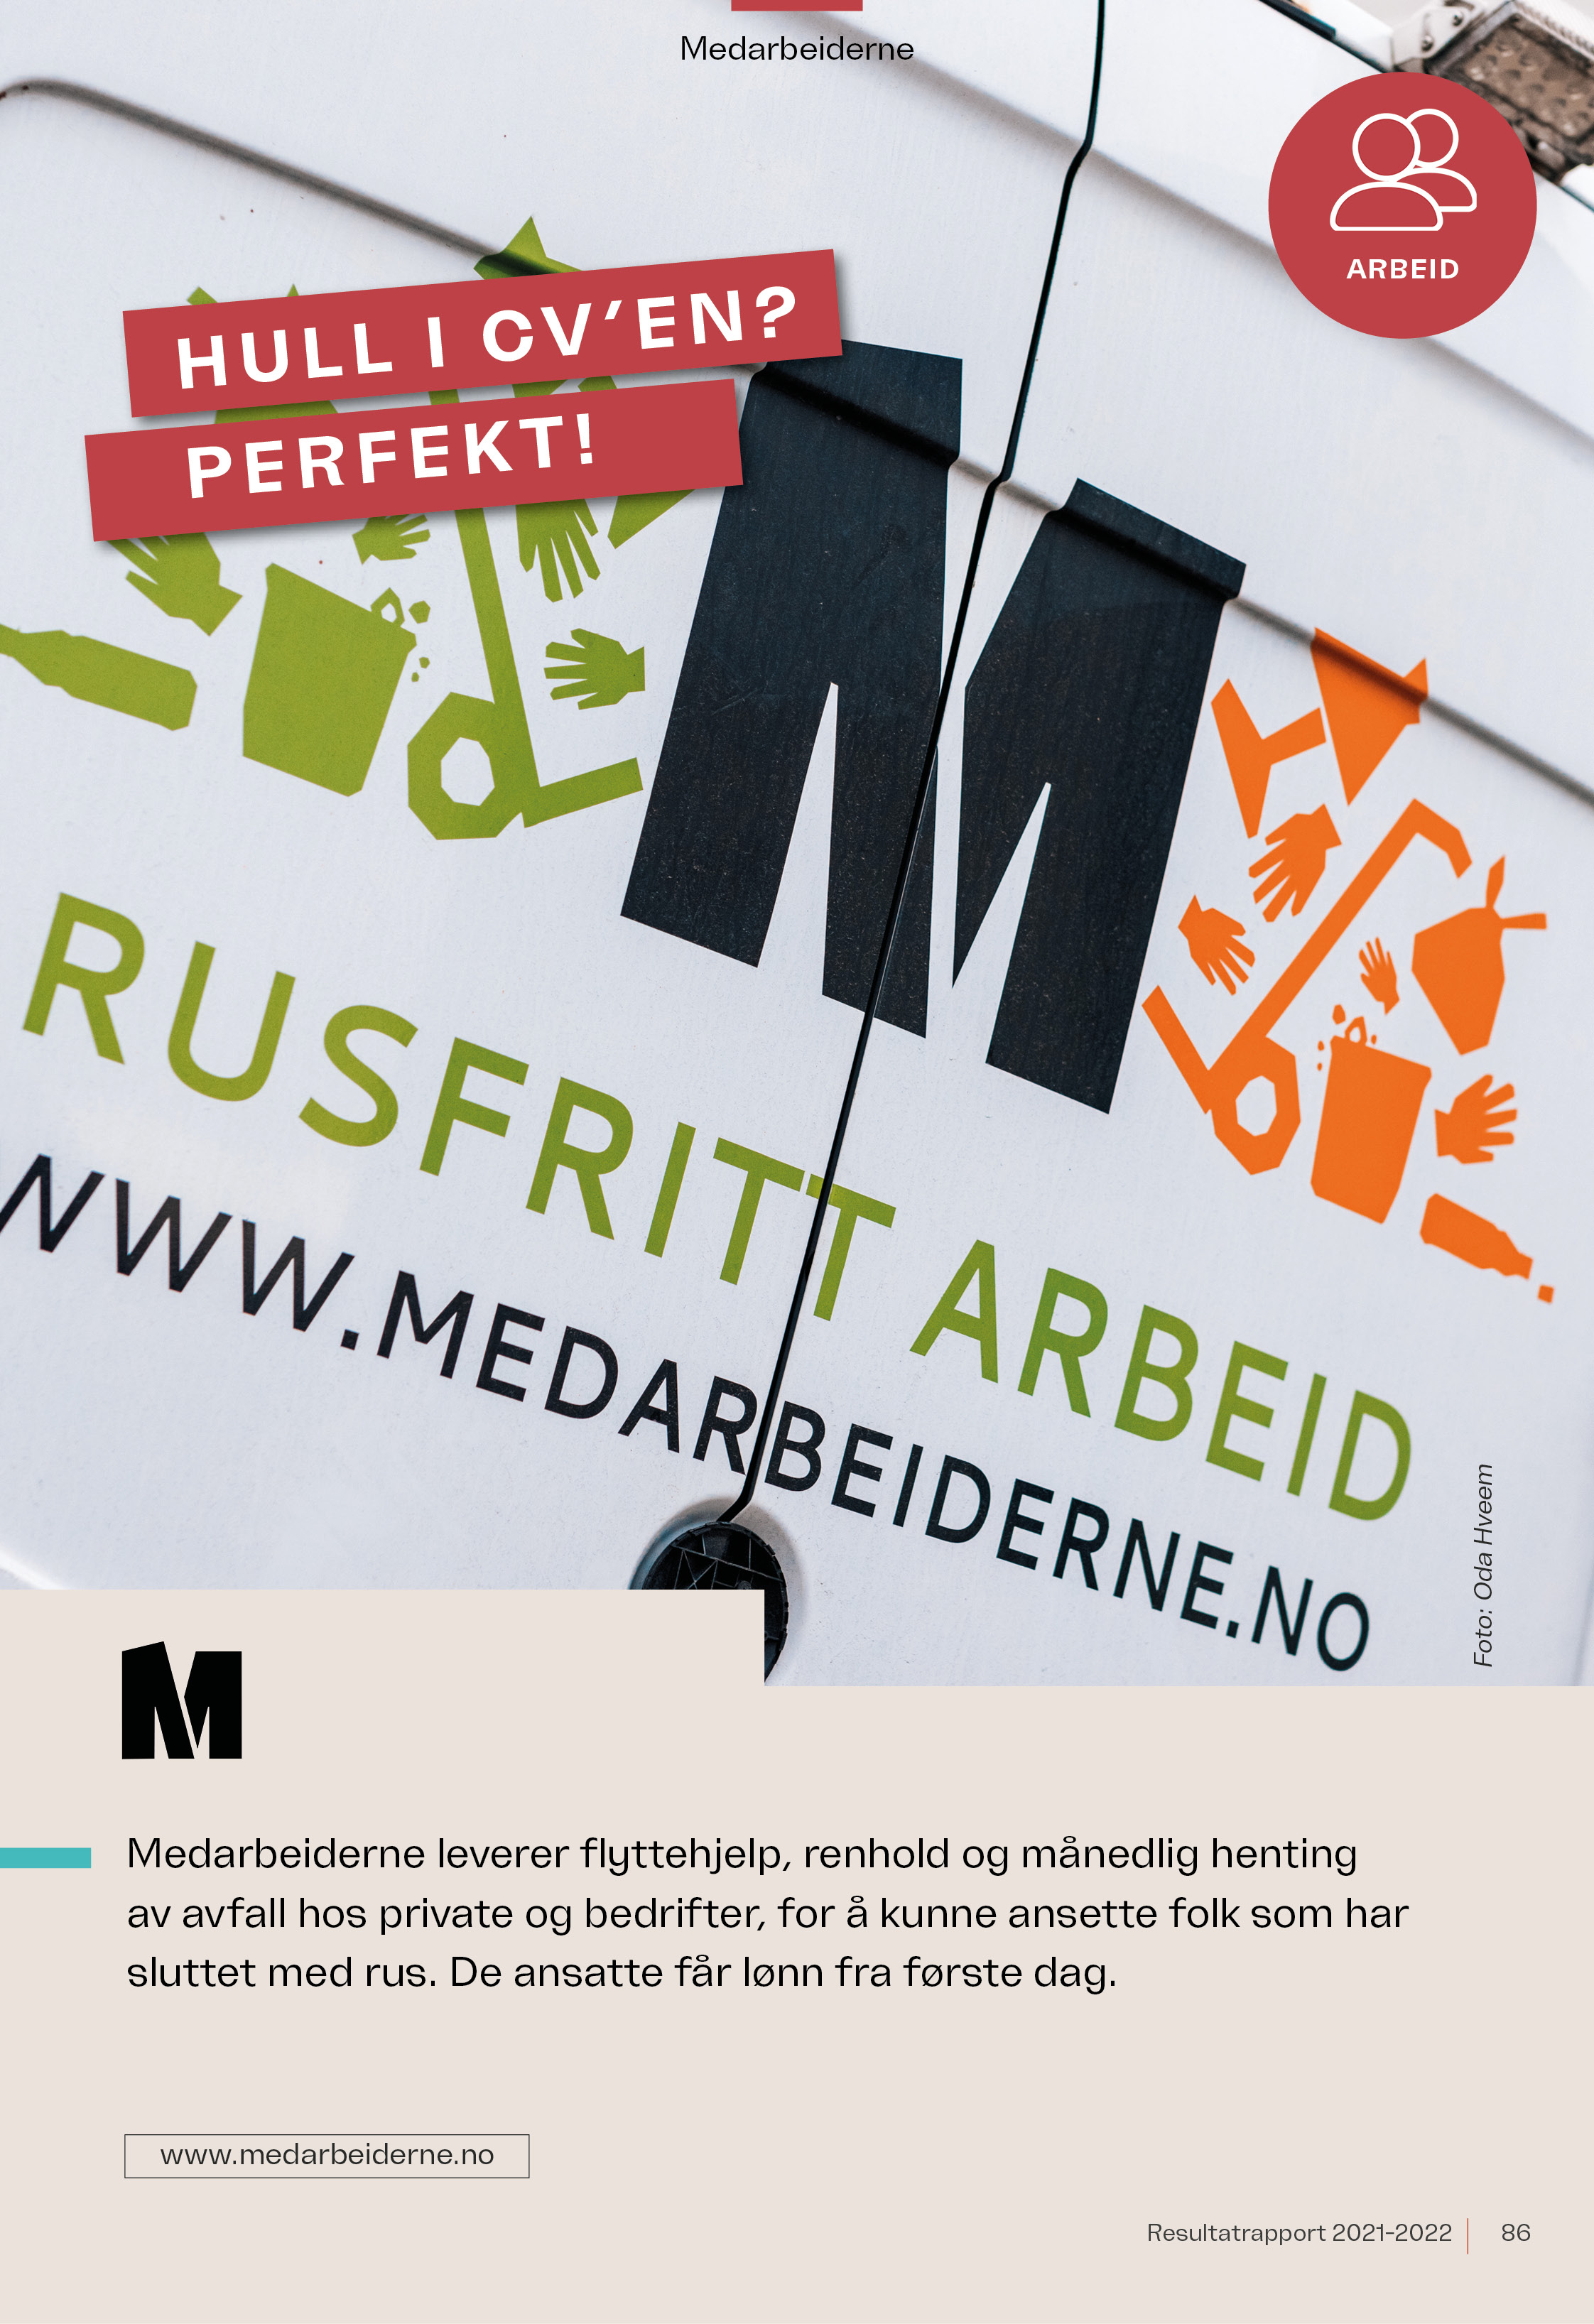 Medarbeiderne
ARBEID
HULL I CV’EN?
PERFEKT!
M
RUSFRITT ARBEID
WWW.MEDARBEIDERNE.NO
Foto: Oda Hveem
M
Medarbeiderne leverer flyttehjelp, renhold og månedlig henting
av avfall hos private og bedrifter, for å kunne ansette folk som har
sluttet med rus. De ansatte får lønn fra første dag.
www.medarbeiderne.no
Resultatrapport 2021-2022
86